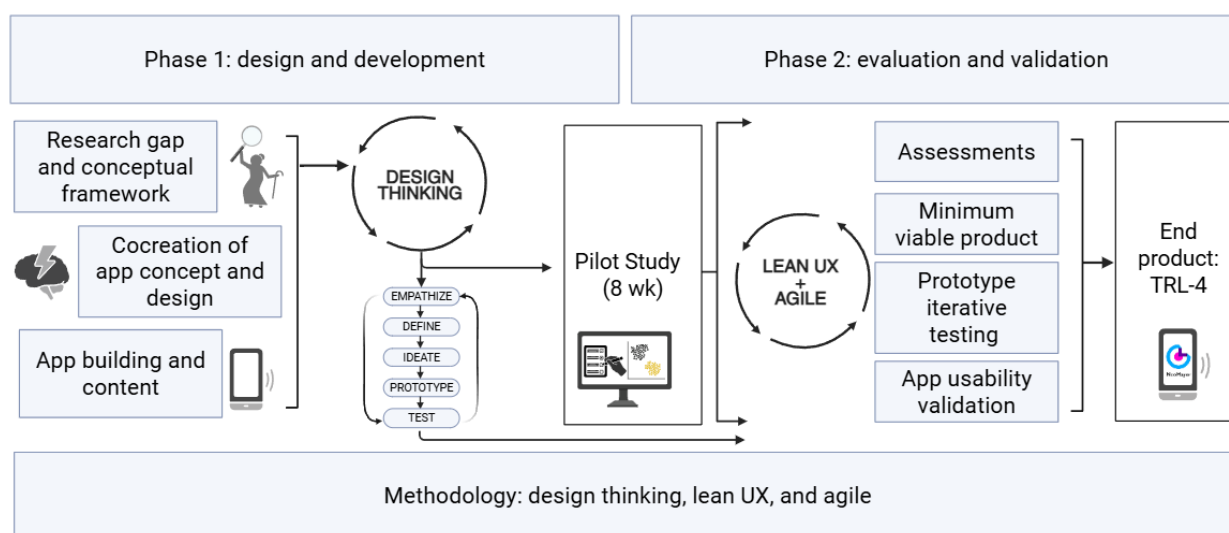 Phase 1: design and development
Phase 2: evaluation and validation
Research gap
and conceptual
framework
Cocreation of
app concept and
design
App building and
content
DESIGN
THINKING
EMPATHIZE
DEFINE
IDEATE
PROTOTYPE
TEST
Pilot Study
(8 wk)
LEAN UX
+
AGILE
Assessments
Minimum
viable product
Prototype
iterative
testing
App usability
validation
End
product:
TRL-4
Methodology: design thinking, lean UX, and agile